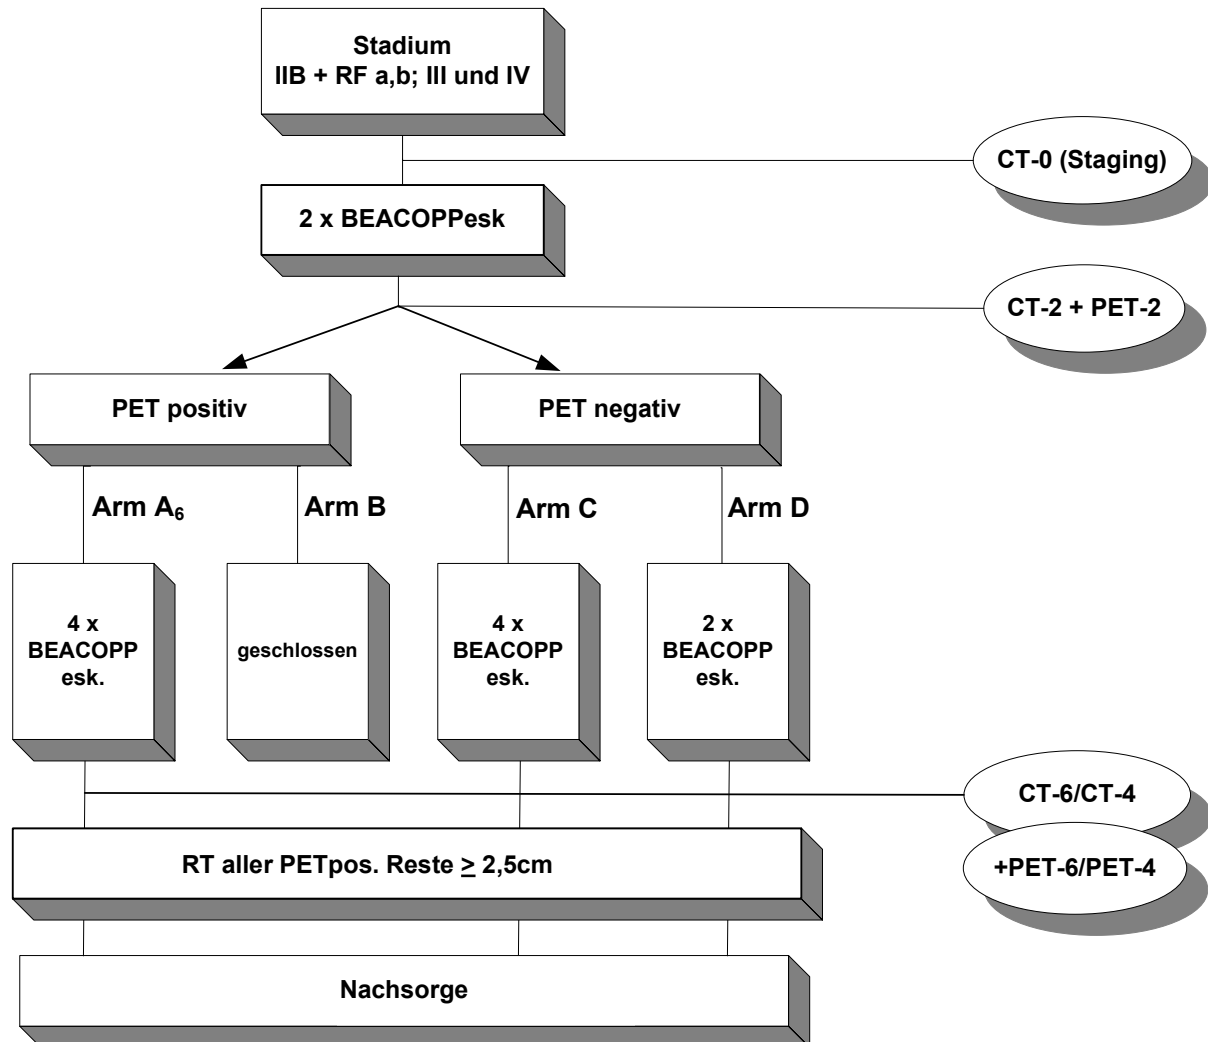 Stadium
IIB + RF a,b; III und IV
CT-0 (Staging)
2 x BEACOPPesk
CT-2 + PET-2
PET positiv
PET negativ
Arm A₆
Arm B
Arm C
Arm D
4 x
BEACOPP
esk.
geschlossen
4 x
BEACOPP
esk.
2 x
BEACOPP
esk.
CT-6/CT-4
+PET-6/PET-4
RT aller PETpos. Reste ≥ 2,5cm
Nachsorge